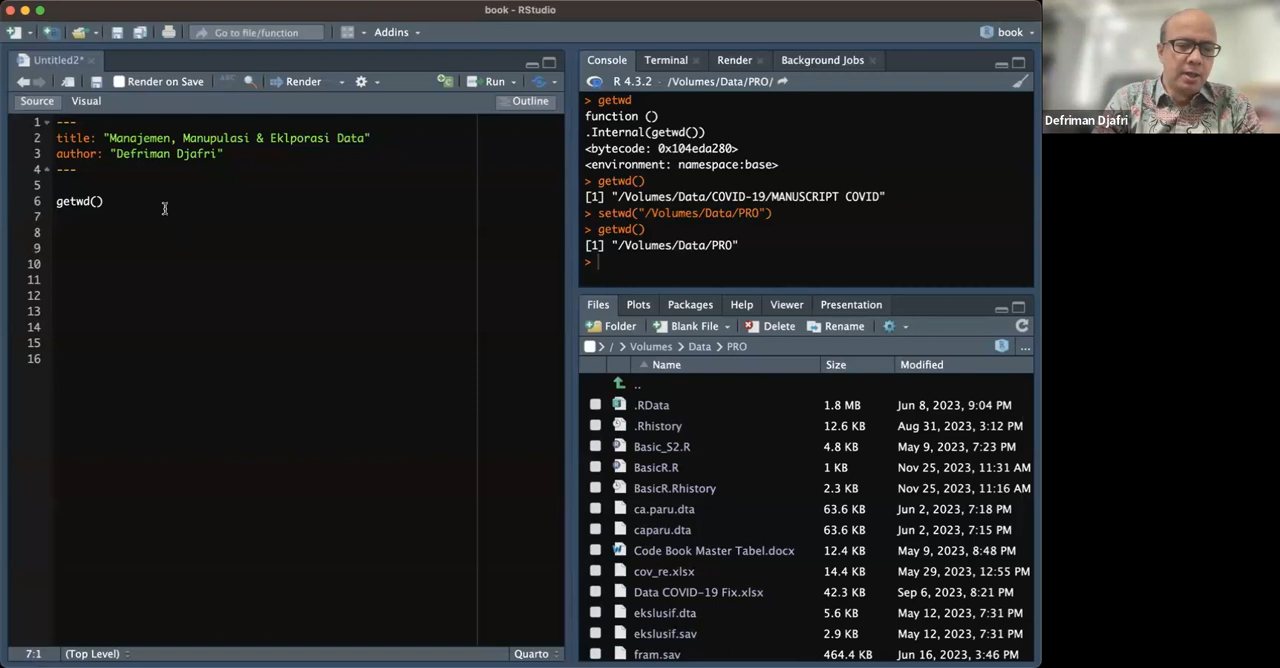 book - RStudio
Go to file/function
Addins
book
Untitled2*
Render on Save
ABC
Render
Run
Source
Visual
Outline
1 ---
2 title: "Manajemen, Manupulasi & Eklporasi Data"
3 author: "Defriman Djafri"
4 ---
5
6 getwd()
7
8
9
10
11
12
13
14
15
16
7:1
(Top Level)
Quarto
Console
Terminal
Render
Background Jobs
R 4.3.2 · /Volumes/Data/PRO/
> getwd
function ()
.Internal(getwd())
<bytecode: 0x104eda280>
<environment: namespace:base>
> getwd()
[1] "/Volumes/Data/COVID-19/MANUSCRIPT COVID"
> setwd("/Volumes/Data/PRO")
> getwd()
[1] "/Volumes/Data/PRO"
>
Files
Plots
Packages
Help
Viewer
Presentation
Folder
Blank File
Delete
Rename
/ > Volumes > Data > PRO
...
Name Size Modified
..
.RData 1.8 MB Jun 8, 2023, 9:04 PM
.Rhistory 12.6 KB Aug 31, 2023, 3:12 PM
Basic_S2.R 4.8 KB May 9, 2023, 7:23 PM
BasicR.R 1 KB Nov 25, 2023, 11:31 AM
BasicR.Rhistory 2.3 KB Nov 25, 2023, 11:16 AM
ca.paru.dta 63.6 KB Jun 2, 2023, 7:18 PM
caparu.dta 63.6 KB Jun 2, 2023, 7:15 PM
Code Book Master Tabel.docx 12.4 KB May 9, 2023, 8:48 PM
cov_re.xlsx 14.4 KB May 29, 2023, 12:55 PM
Data COVID-19 Fix.xlsx 42.3 KB Sep 6, 2023, 8:21 PM
ekslusif.dta 5.6 KB May 12, 2023, 7:31 PM
ekslusif.sav 2.9 KB May 12, 2023, 7:31 PM
fram.sav 464.4 KB Jun 16, 2023, 3:46 PM
Defriman Djafri